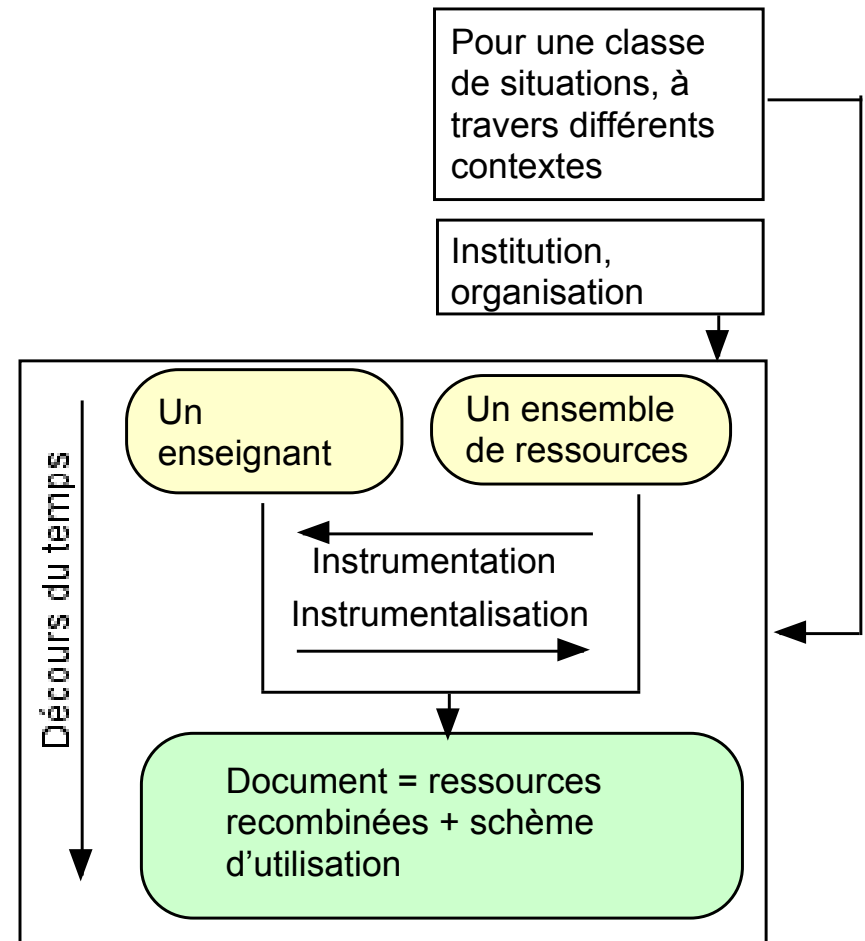 Pour une classe
de situations, à
travers différents
contextes
Institution,
organisation
Un
enseignant
Un ensemble
de ressources
Décours du temps
Instrumentation
Instrumentalisation
Document = ressources
recombinées + schème
d'utilisation